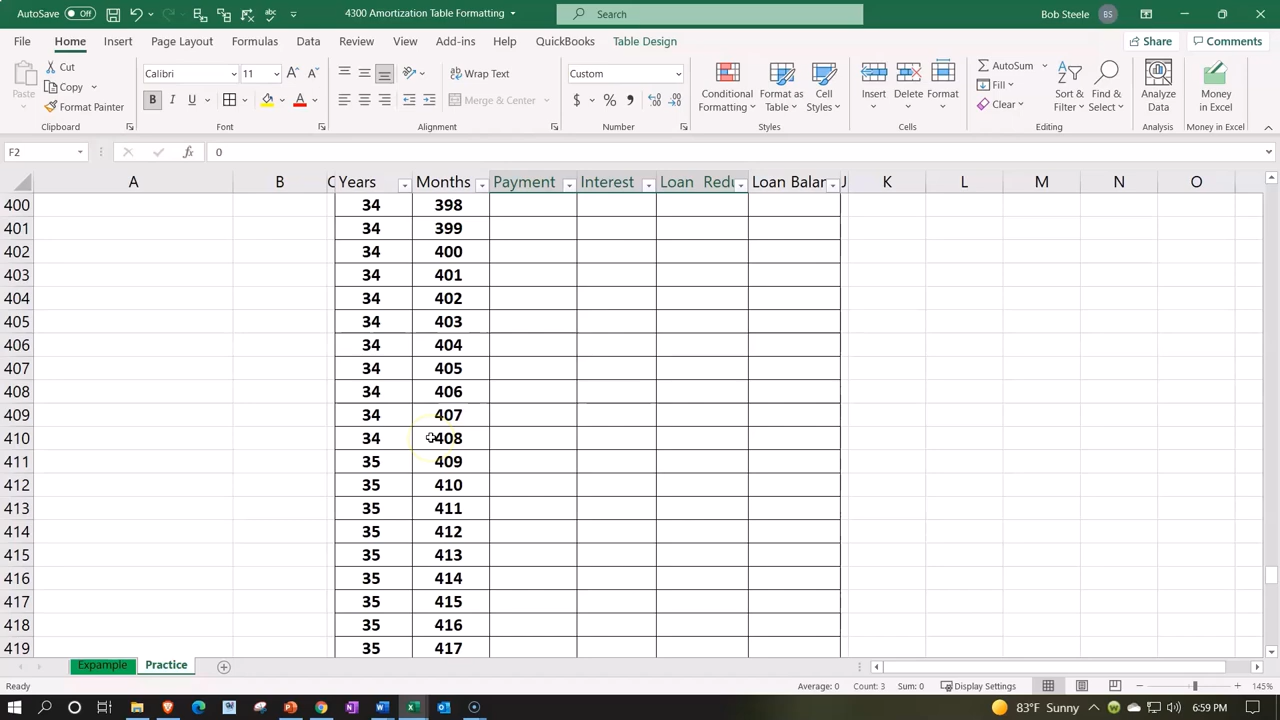 AutoSave Off 4300 Amortization Table Formatting Search Bob Steele BS
File Home Insert Page Layout Formulas Data Review View Add-ins Help QuickBooks Table Design Share Comments
Paste Cut Copy Format Painter Clipboard
Calibri 11 B I U A Font
Wrap Text Merge & Center Alignment
Custom $ % , Number
Conditional Formatting Format as Table Cell Styles Styles
Insert Delete Format Cells
AutoSum Fill Clear Sort & Filter Find & Select Editing
Analyze Data Analysis
Money in Excel Money in Excel
F2 fx 0
A B C Years Months Payment Interest Loan Redu Loan Balan J K L M N O
400 34 398
401 34 399
402 34 400
403 34 401
404 34 402
405 34 403
406 34 404
407 34 405
408 34 406
409 34 407
410 34 408
411 35 409
412 35 410
413 35 411
414 35 412
415 35 413
416 35 414
417 35 415
418 35 416
419 35 417
Expample Practice
Ready Average: 0 Count: 3 Sum: 0 Display Settings 145%
83°F Sunny 6:59 PM